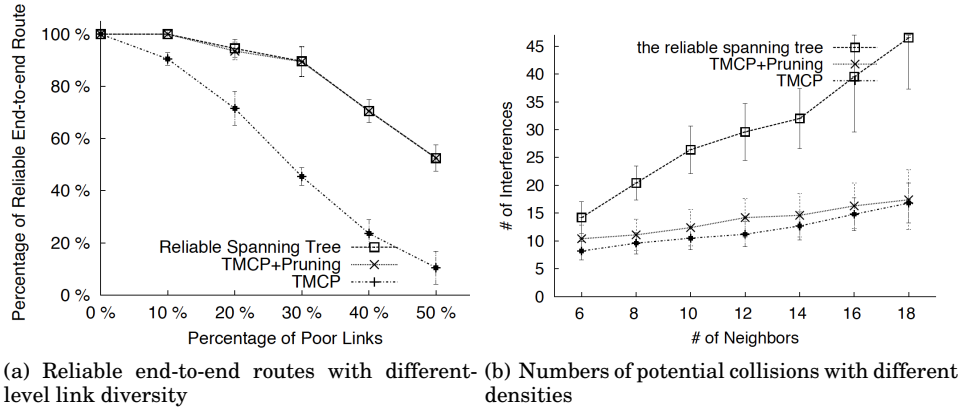 Percentage of Reliable End-to-end Route
100 %
80 %
60 %
40 %
20 %
0 %
Reliable Spanning Tree
TMCP+Pruning
TMCP
0 %
10 %
20 %
30 %
40 %
50 %
Percentage of Poor Links
(a) Reliable end-to-end routes with different-
level link diversity
# of Interferences
45
40
35
30
25
20
15
10
5
0
the reliable spanning tree
TMCP+Pruning
TMCP
6
8
10
12
14
16
18
# of Neighbors
(b) Numbers of potential collisions with different
densities